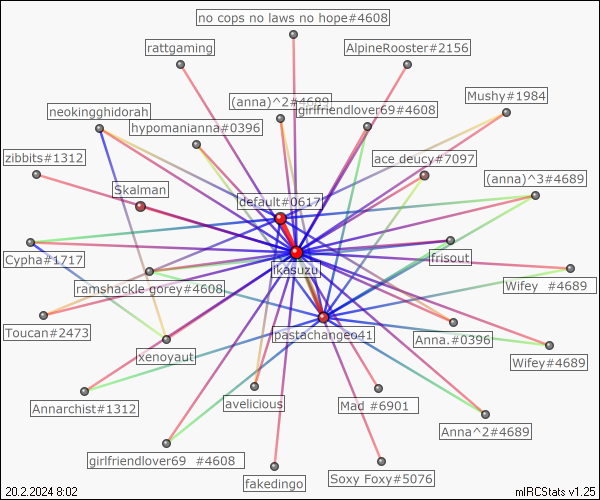 no cops no laws no hope#4608
rattgaming
AlpineRooster#2156
Mushy#1984
(anna)^2#4689
girlfriendlover69#4608
neokingghidorah
hypomanianna#0396
zibbits#1312
ace deucy#7097
(anna)^3#4689
Skalman
default#0617
Cypha#1717
frisout
ikasuzu
Wifey #4689
ramshackle gorey#4608
Toucan#2473
pastachangeo41
Anna.#0396
xenoyaut
Wifey#4689
Annarchist#1312
avelicious
Mad #6901
Anna^2#4689
girlfriendlover69 #4608
fakedingo
Soxy Foxy#5076
20.2.2024 8:02
mIRCStats v1.25